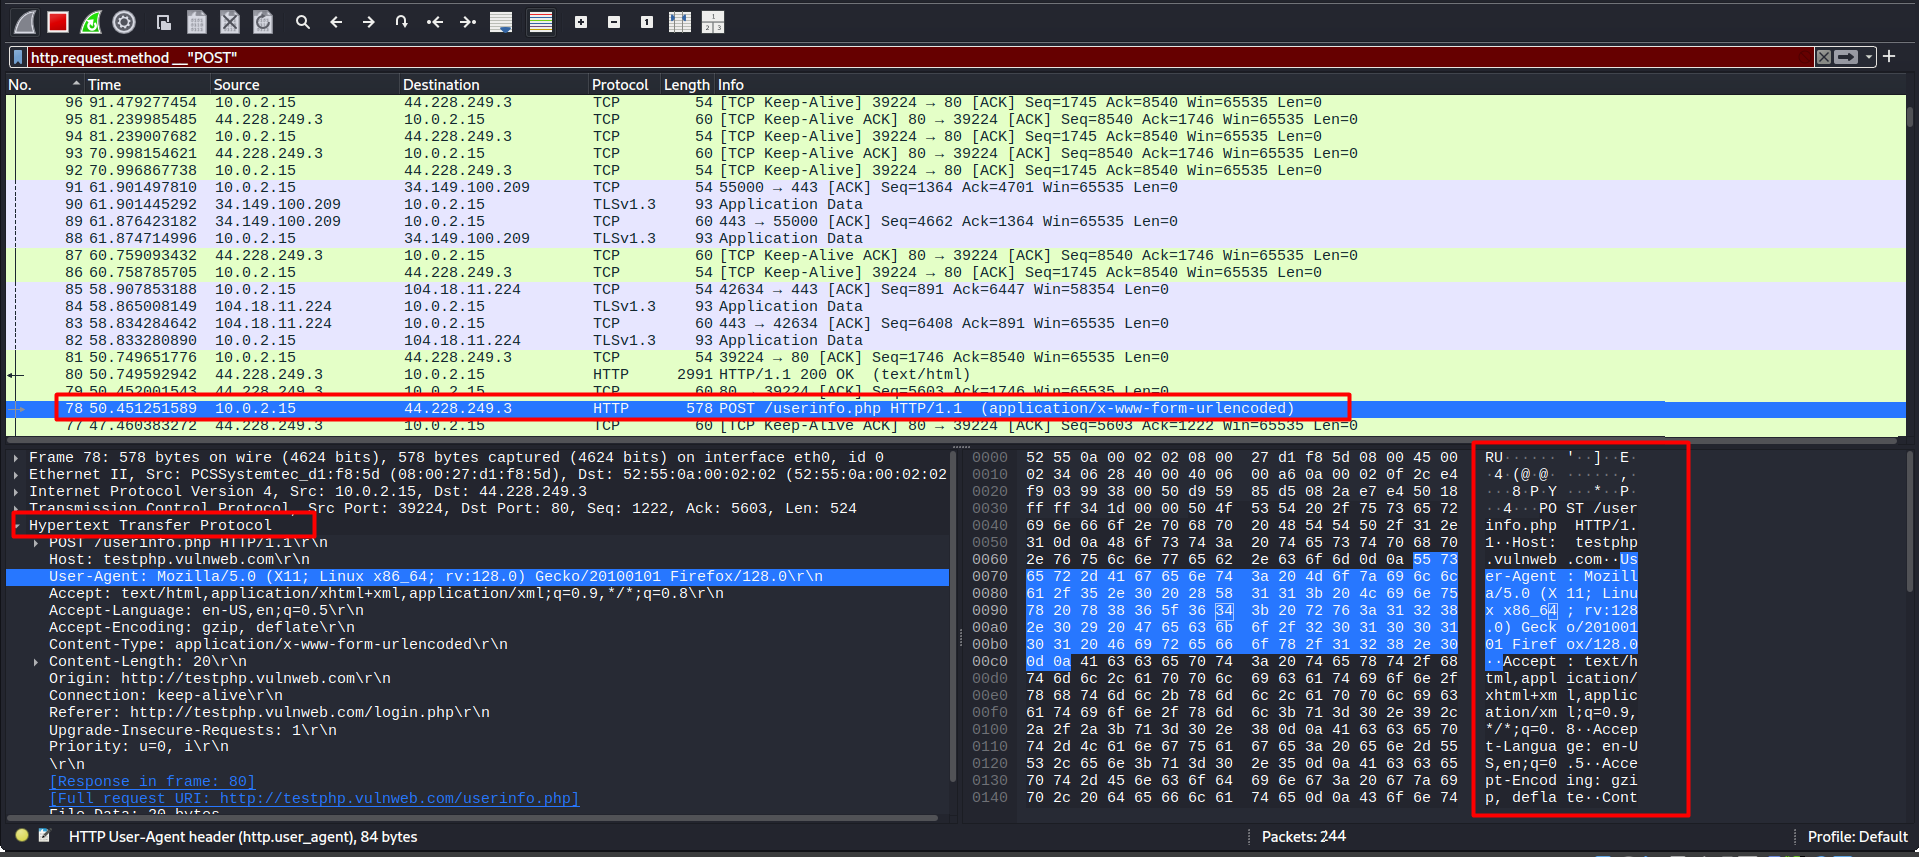 http.request.method __"POST"
No. Time Source Destination Protocol Length Info
96 91.479277454 10.0.2.15 44.228.249.3 TCP 54 [TCP Keep-Alive] 39224 → 80 [ACK] Seq=1745 Ack=8540 Win=65535 Len=0
95 81.239985485 44.228.249.3 10.0.2.15 TCP 60 [TCP Keep-Alive ACK] 80 → 39224 [ACK] Seq=8540 Ack=1746 Win=65535 Len=0
94 81.239007682 10.0.2.15 44.228.249.3 TCP 54 [TCP Keep-Alive] 39224 → 80 [ACK] Seq=1745 Ack=8540 Win=65535 Len=0
93 70.998154621 44.228.249.3 10.0.2.15 TCP 60 [TCP Keep-Alive ACK] 80 → 39224 [ACK] Seq=8540 Ack=1746 Win=65535 Len=0
92 70.996867738 10.0.2.15 44.228.249.3 TCP 54 [TCP Keep-Alive] 39224 → 80 [ACK] Seq=1745 Ack=8540 Win=65535 Len=0
91 61.901497810 10.0.2.15 34.149.100.209 TCP 54 55000 → 443 [ACK] Seq=1364 Ack=4701 Win=65535 Len=0
90 61.901445292 34.149.100.209 10.0.2.15 TLSv1.3 93 Application Data
89 61.876423182 34.149.100.209 10.0.2.15 TCP 60 443 → 55000 [ACK] Seq=4662 Ack=1364 Win=65535 Len=0
88 61.874714996 10.0.2.15 34.149.100.209 TLSv1.3 93 Application Data
87 60.759093432 44.228.249.3 10.0.2.15 TCP 60 [TCP Keep-Alive ACK] 80 → 39224 [ACK] Seq=8540 Ack=1746 Win=65535 Len=0
86 60.758785705 10.0.2.15 44.228.249.3 TCP 54 [TCP Keep-Alive] 39224 → 80 [ACK] Seq=1745 Ack=8540 Win=65535 Len=0
85 58.907853188 10.0.2.15 104.18.11.224 TCP 54 42634 → 443 [ACK] Seq=891 Ack=6447 Win=58354 Len=0
84 58.865008149 104.18.11.224 10.0.2.15 TLSv1.3 93 Application Data
83 58.834284642 104.18.11.224 10.0.2.15 TCP 60 443 → 42634 [ACK] Seq=6408 Ack=891 Win=65535 Len=0
82 58.833280890 10.0.2.15 104.18.11.224 TLSv1.3 93 Application Data
81 50.749651776 10.0.2.15 44.228.249.3 TCP 54 39224 → 80 [ACK] Seq=1746 Ack=8540 Win=65535 Len=0
80 50.749592942 44.228.249.3 10.0.2.15 HTTP 2991 HTTP/1.1 200 OK (text/html)
79 50.452001543 44.228.249.3 10.0.2.15 TCP 60 80 → 39224 [ACK] Seq=5603 Ack=1746 Win=65535 Len=0
78 50.451251589 10.0.2.15 44.228.249.3 HTTP 578 POST /userinfo.php HTTP/1.1 (application/x-www-form-urlencoded)
77 47.460383272 44.228.249.3 10.0.2.15 TCP 60 [TCP Keep-Alive ACK] 80 → 39224 [ACK] Seq=5603 Ack=1222 Win=65535 Len=0
Frame 78: 578 bytes on wire (4624 bits), 578 bytes captured (4624 bits) on interface eth0, id 0
Ethernet II, Src: PCSSystemtec_d1:f8:5d (08:00:27:d1:f8:5d), Dst: 52:55:0a:00:02:02 (52:55:0a:00:02:02
Internet Protocol Version 4, Src: 10.0.2.15, Dst: 44.228.249.3
Transmission Control Protocol, Src Port: 39224, Dst Port: 80, Seq: 1222, Ack: 5603, Len: 524
Hypertext Transfer Protocol
POST /userinfo.php HTTP/1.1\r\n
Host: testphp.vulnweb.com\r\n
User-Agent: Mozilla/5.0 (X11; Linux x86_64; rv:128.0) Gecko/20100101 Firefox/128.0\r\n
Accept: text/html,application/xhtml+xml,application/xml;q=0.9,*/*;q=0.8\r\n
Accept-Language: en-US,en;q=0.5\r\n
Accept-Encoding: gzip, deflate\r\n
Content-Type: application/x-www-form-urlencoded\r\n
Content-Length: 20\r\n
Origin: http://testphp.vulnweb.com\r\n
Connection: keep-alive\r\n
Referer: http://testphp.vulnweb.com/login.php\r\n
Upgrade-Insecure-Requests: 1\r\n
Priority: u=0, i\r\n
\r\n
[Response in frame: 80]
[Full request URI: http://testphp.vulnweb.com/userinfo.php]
File Data: 20 bytes
0000 52 55 0a 00 02 02 08 00 27 d1 f8 5d 08 00 45 00 RU······ '··]··E·
0010 02 34 06 28 40 00 40 06 00 a6 0a 00 02 0f 2c e4 ·4·(@·@· ······,·
0020 f9 03 99 38 00 50 d9 59 85 d5 08 2a e7 e4 50 18 ···8·P·Y ···*··P·
0030 ff ff 34 1d 00 00 50 4f 53 54 20 2f 75 73 65 72 ··4···PO ST /user
0040 69 6e 66 6f 2e 70 68 70 20 48 54 54 50 2f 31 2e info.php HTTP/1.
0050 31 0d 0a 48 6f 73 74 3a 20 74 65 73 74 70 68 70 1··Host: testphp
0060 2e 76 75 6c 6e 77 65 62 2e 63 6f 6d 0d 0a 55 73 .vulnweb .com··Us
0070 65 72 2d 41 67 65 6e 74 3a 20 4d 6f 7a 69 6c 6c er-Agent : Mozill
0080 61 2f 35 2e 30 20 28 58 31 31 3b 20 4c 69 6e 75 a/5.0 (X 11; Linu
0090 78 20 78 38 36 5f 36 34 3b 20 72 76 3a 31 32 38 x x86_64 ; rv:128
00a0 2e 30 29 20 47 65 63 6b 6f 2f 32 30 31 30 30 31 .0) Geck o/201001
00b0 30 31 20 46 69 72 65 66 6f 78 2f 31 32 38 2e 30 01 Firef ox/128.0
00c0 0d 0a 41 63 63 65 70 74 3a 20 74 65 78 74 2f 68 ··Accept : text/h
00d0 74 6d 6c 2c 61 70 70 6c 69 63 61 74 69 6f 6e 2f tml,appl ication/
00e0 78 68 74 6d 6c 2b 78 6d 6c 2c 61 70 70 6c 69 63 xhtml+xm l,applic
00f0 61 74 69 6f 6e 2f 78 6d 6c 3b 71 3d 30 2e 39 2c ation/xm l;q=0.9,
0100 2a 2f 2a 3b 71 3d 30 2e 38 0d 0a 41 63 63 65 70 */*;q=0. 8··Accep
0110 74 2d 4c 61 6e 67 75 61 67 65 3a 20 65 6e 2d 55 t-Langua ge: en-U
0120 53 2c 65 6e 3b 71 3d 30 2e 35 0d 0a 41 63 63 65 S,en;q=0 .5··Acce
0130 70 74 2d 45 6e 63 6f 64 69 6e 67 3a 20 67 7a 69 pt-Encod ing: gzi
0140 70 2c 20 64 65 66 6c 61 74 65 0d 0a 43 6f 6e 74 p, defla te··Cont
HTTP User-Agent header (http.user_agent), 84 bytes
Packets: 244
Profile: Default